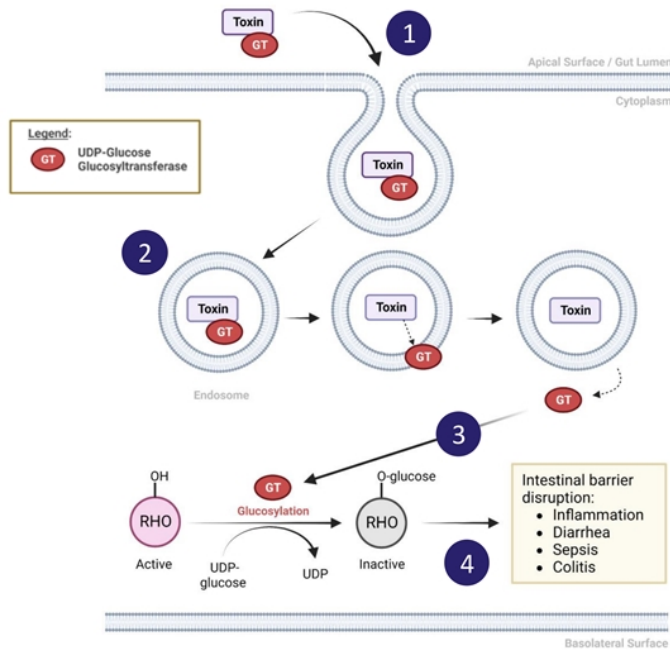 Toxin
GT
1
Apical Surface / Gut Lumen
Cytoplasm
Legend:
GT
UDP-Glucose
Glucosyltransferase
Toxin
GT
2
Toxin
GT
Toxin
GT
Toxin
GT
Endosome
3
OH
RHO
Active
GT
Glucosylation
UDP-
glucose
UDP
O-glucose
RHO
Inactive
4
Intestinal barrier
disruption:
• Inflammation
• Diarrhea
• Sepsis
• Colitis
Basolateral Surface